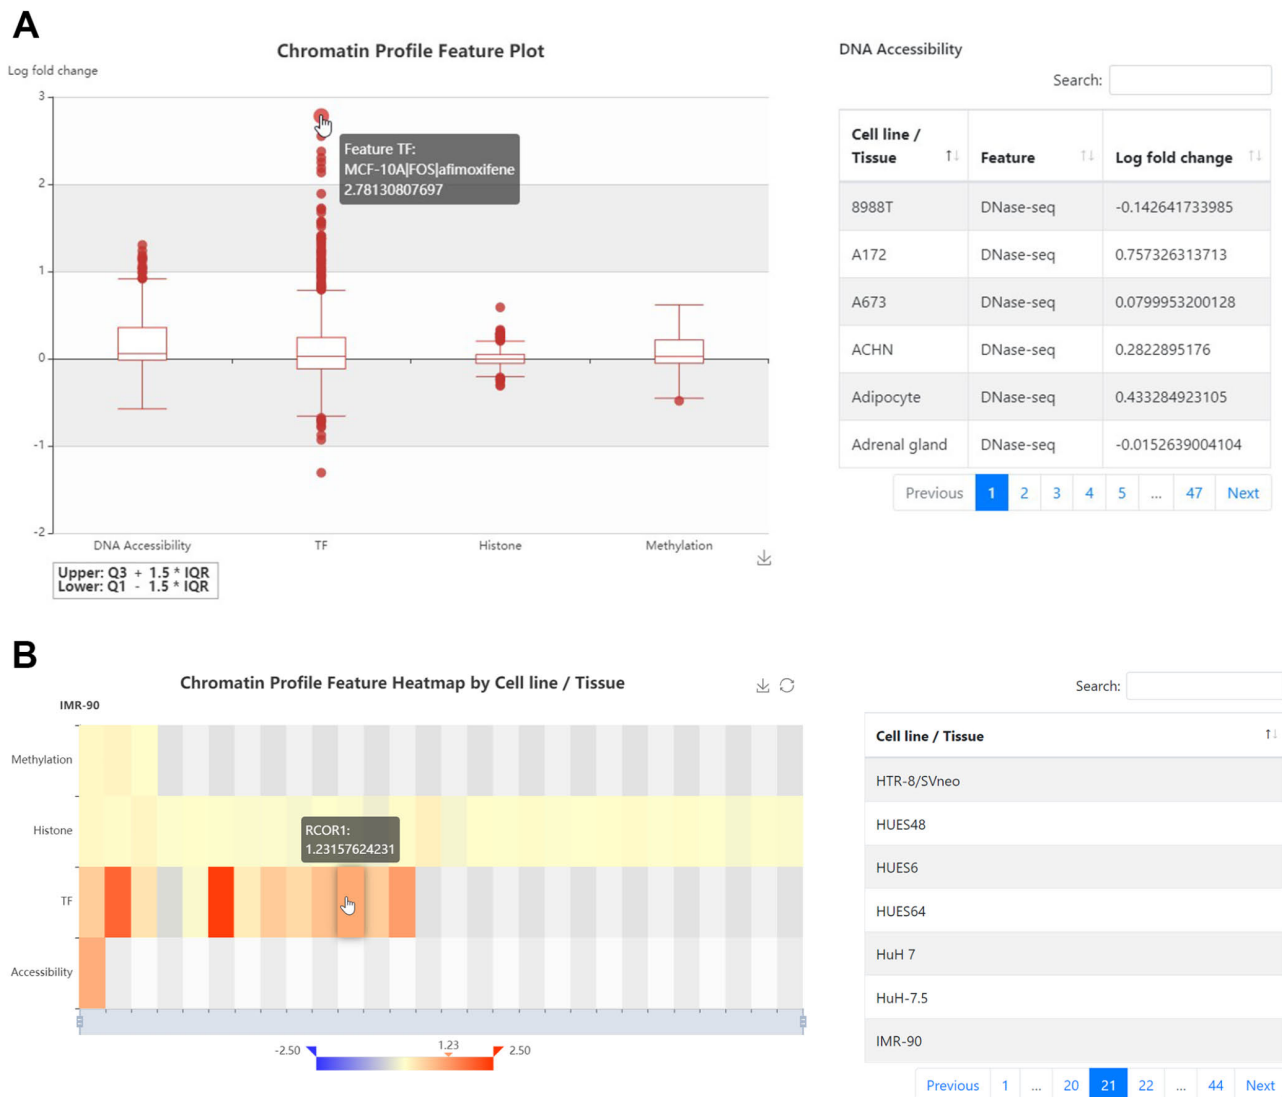 A
Chromatin Profile Feature Plot
Log fold change
3
2
1
0
-1
-2
Feature TF:
MCF-10A|FOS|afimoxifene
2.78130807697
DNA Accessibility
TF
Histone
Methylation
Upper: Q3 + 1.5 * IQR
Lower: Q1 - 1.5 * IQR
DNA Accessibility
Search:
Cell line / Tissue Feature Log fold change
8988T DNase-seq -0.142641733985
A172 DNase-seq 0.757326313713
A673 DNase-seq 0.0799953200128
ACHN DNase-seq 0.2822895176
Adipocyte DNase-seq 0.433284923105
Adrenal gland DNase-seq -0.0152639004104
Previous 1 2 3 4 5 ... 47 Next
B
Chromatin Profile Feature Heatmap by Cell line / Tissue
IMR-90
Methylation
Histone
TF
Accessibility
RCOR1:
1.23157624231
-2.50
1.23
2.50
Search:
Cell line / Tissue
HTR-8/SVneo
HUES48
HUES6
HUES64
HuH 7
HuH-7.5
IMR-90
Previous 1 ... 20 21 22 ... 44 Next